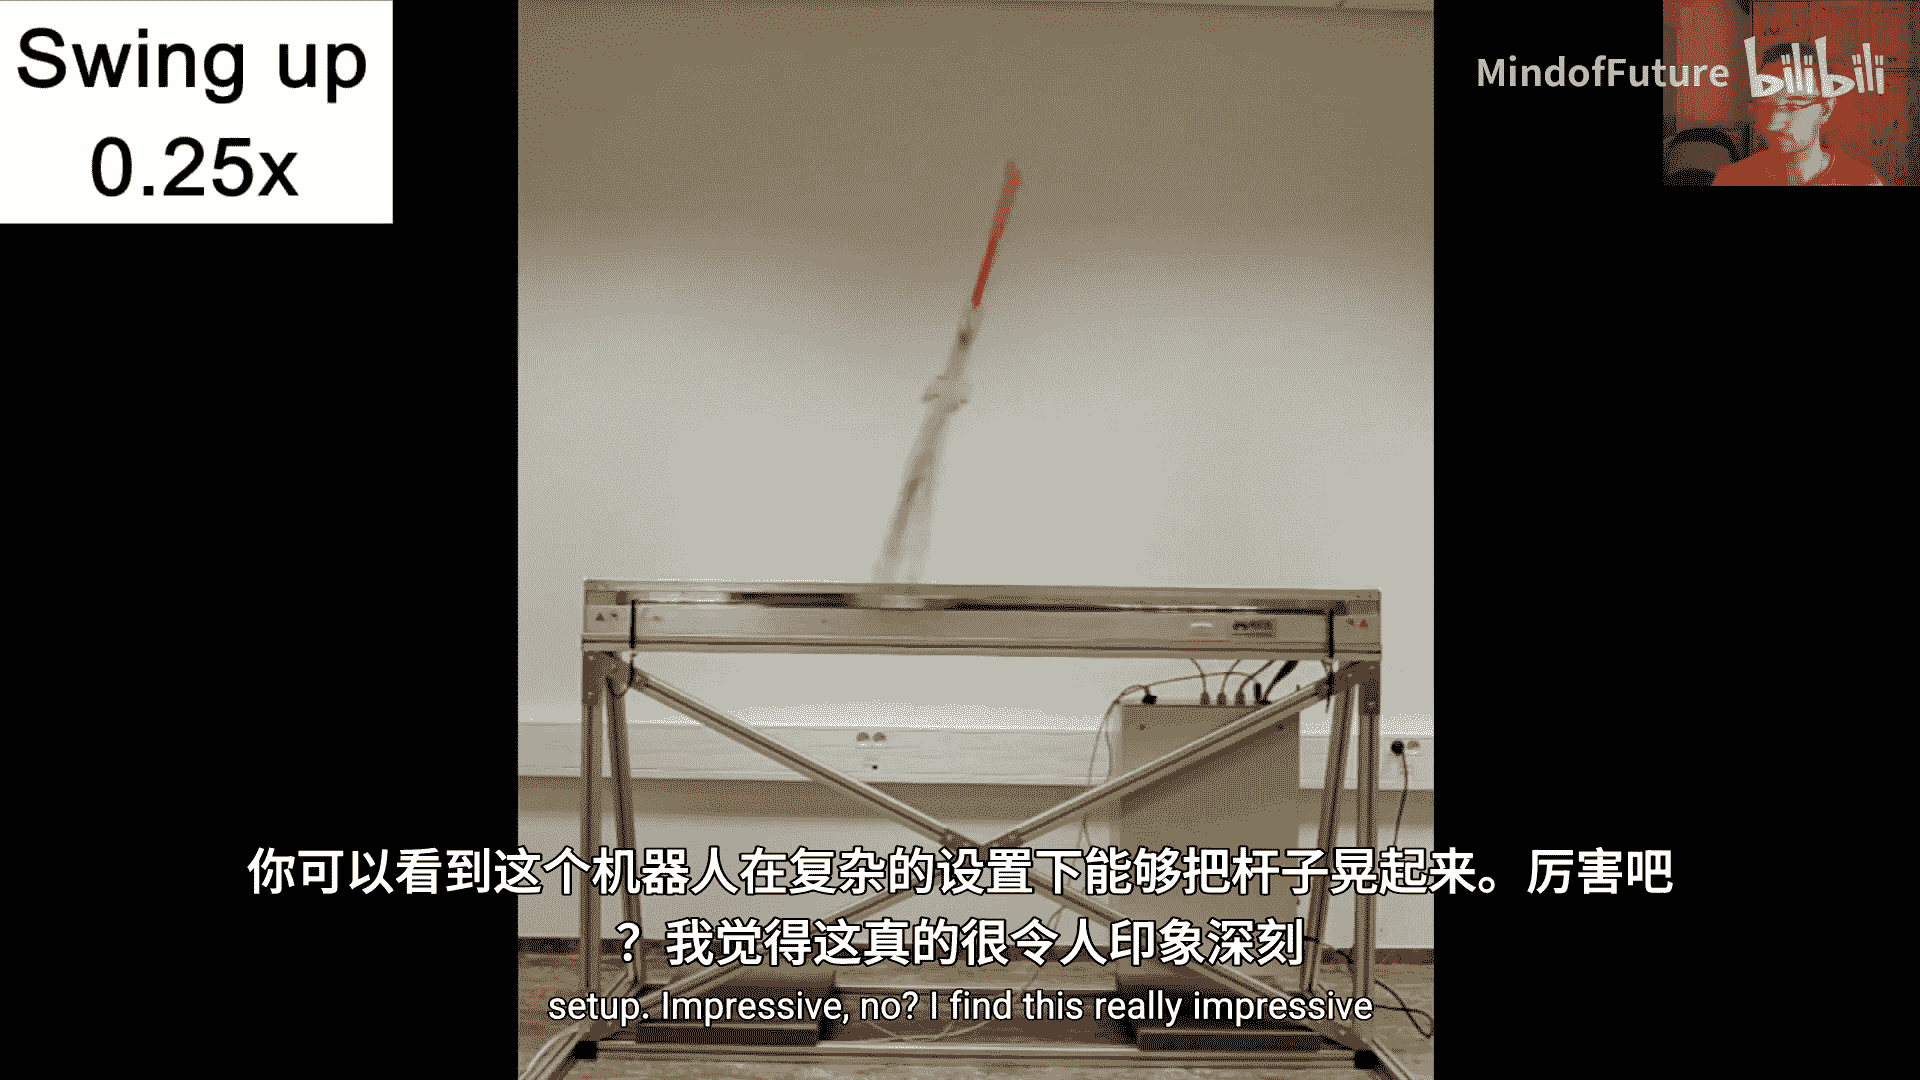 Swing up
0.25x
MindofFuture bilibili
你可以看到这个机器人在复杂的设置下能够把杆子晃起来。厉害吧
？我觉得这真的很令人印象深刻
setup. Impressive, no? I find this really impressive